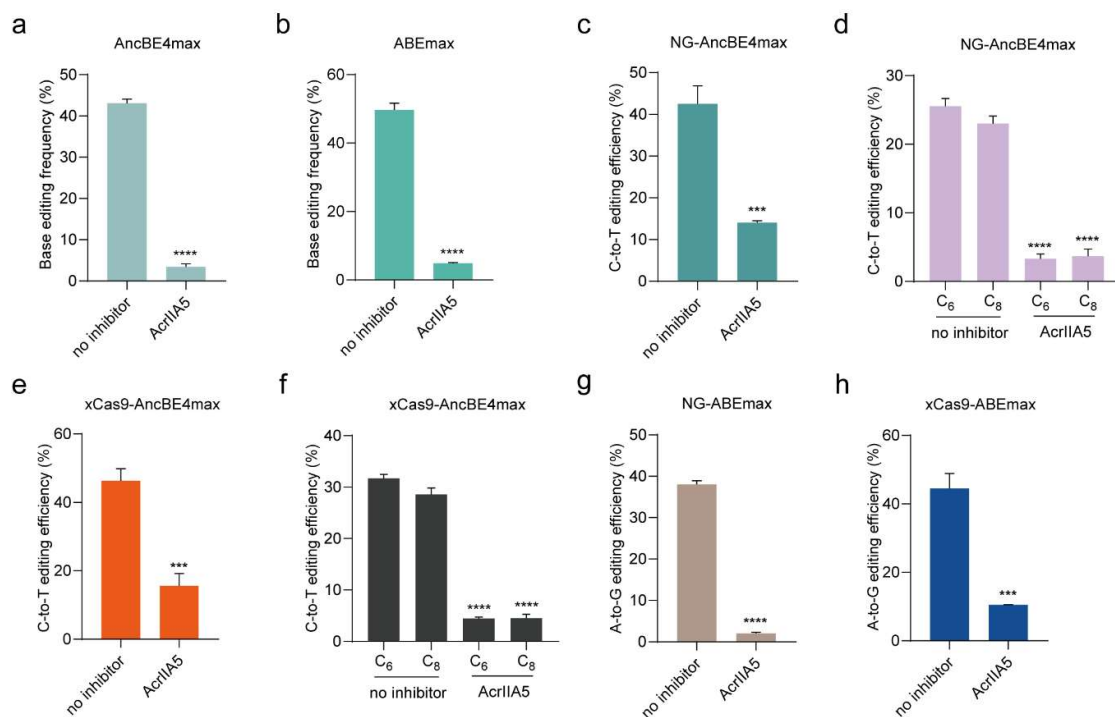 a
AncBE4max
Base editing frequency (%)
50
40
30
20
10
0
****
no inhibitor
AcrIIA5
b
ABEmax
Base editing frequency (%)
60
40
20
0
****
no inhibitor
AcrIIA5
c
NG-AncBE4max
C-to-T editing efficiency (%)
50
40
30
20
10
0
***
no inhibitor
AcrIIA5
d
NG-AncBE4max
C-to-T editing efficiency (%)
30
20
10
0
**** ****
C6 C8 C6 C8
no inhibitor AcrIIA5
e
xCas9-AncBE4max
C-to-T editing efficiency (%)
60
40
20
0
***
no inhibitor
AcrIIA5
f
xCas9-AncBE4max
C-to-T editing efficiency (%)
40
30
20
10
0
**** ****
C6 C8 C6 C8
no inhibitor AcrIIA5
g
NG-ABEmax
A-to-G editing efficiency (%)
50
40
30
20
10
0
****
no inhibitor
AcrIIA5
h
xCas9-ABEmax
A-to-G editing efficiency (%)
60
40
20
0
***
no inhibitor
AcrIIA5